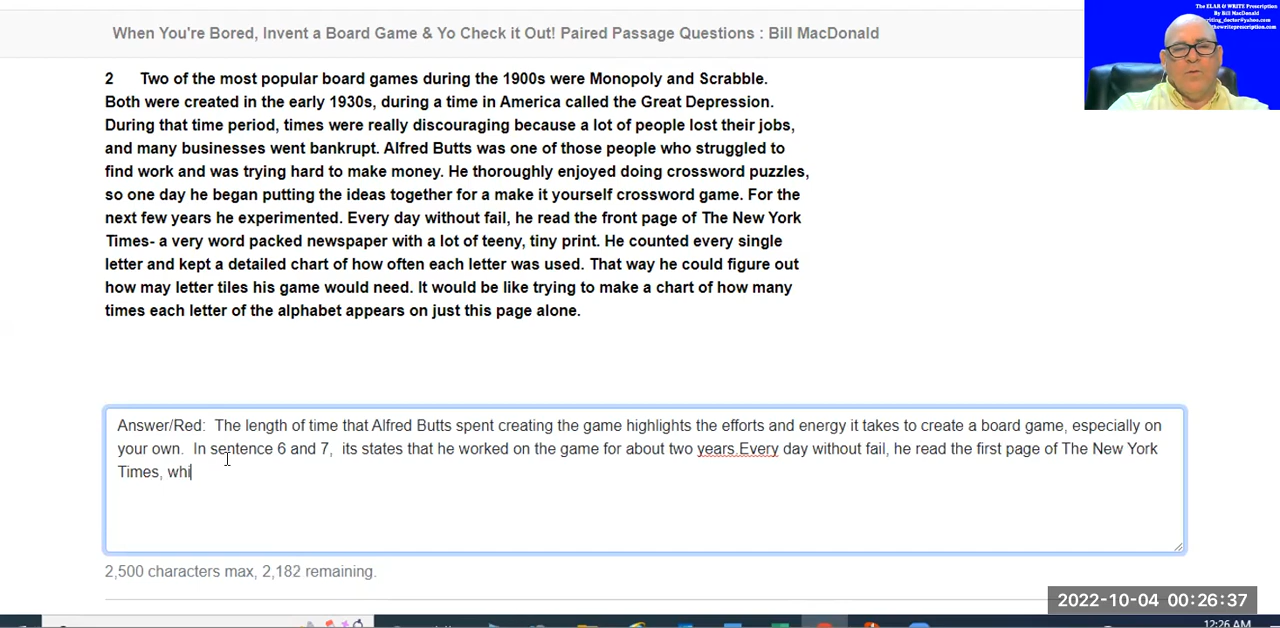 When You're Bored, Invent a Board Game & Yo Check it Out! Paired Passage Questions : Bill MacDonald
The ELAR & WRITE Prescription
By Bill MacDonald
2 Two of the most popular board games during the 1900s were Monopoly and Scrabble.
Both were created in the early 1930s, during a time in America called the Great Depression.
During that time period, times were really discouraging because a lot of people lost their jobs,
and many businesses went bankrupt. Alfred Butts was one of those people who struggled to
find work and was trying hard to make money. He thoroughly enjoyed doing crossword puzzles,
so one day he began putting the ideas together for a make it yourself crossword game. For the
next few years he experimented. Every day without fail, he read the front page of The New York
Times- a very word packed newspaper with a lot of teeny, tiny print. He counted every single
letter and kept a detailed chart of how often each letter was used. That way he could figure out
how may letter tiles his game would need. It would be like trying to make a chart of how many
times each letter of the alphabet appears on just this page alone.
Answer/Red: The length of time that Alfred Butts spent creating the game highlights the efforts and energy it takes to create a board game, especially on
your own. In sentence 6 and 7, its states that he worked on the game for about two years.Every day without fail, he read the first page of The New York
Times, whi
2,500 characters max, 2,182 remaining.
2022-10-04 00:26:37
12:26 AM